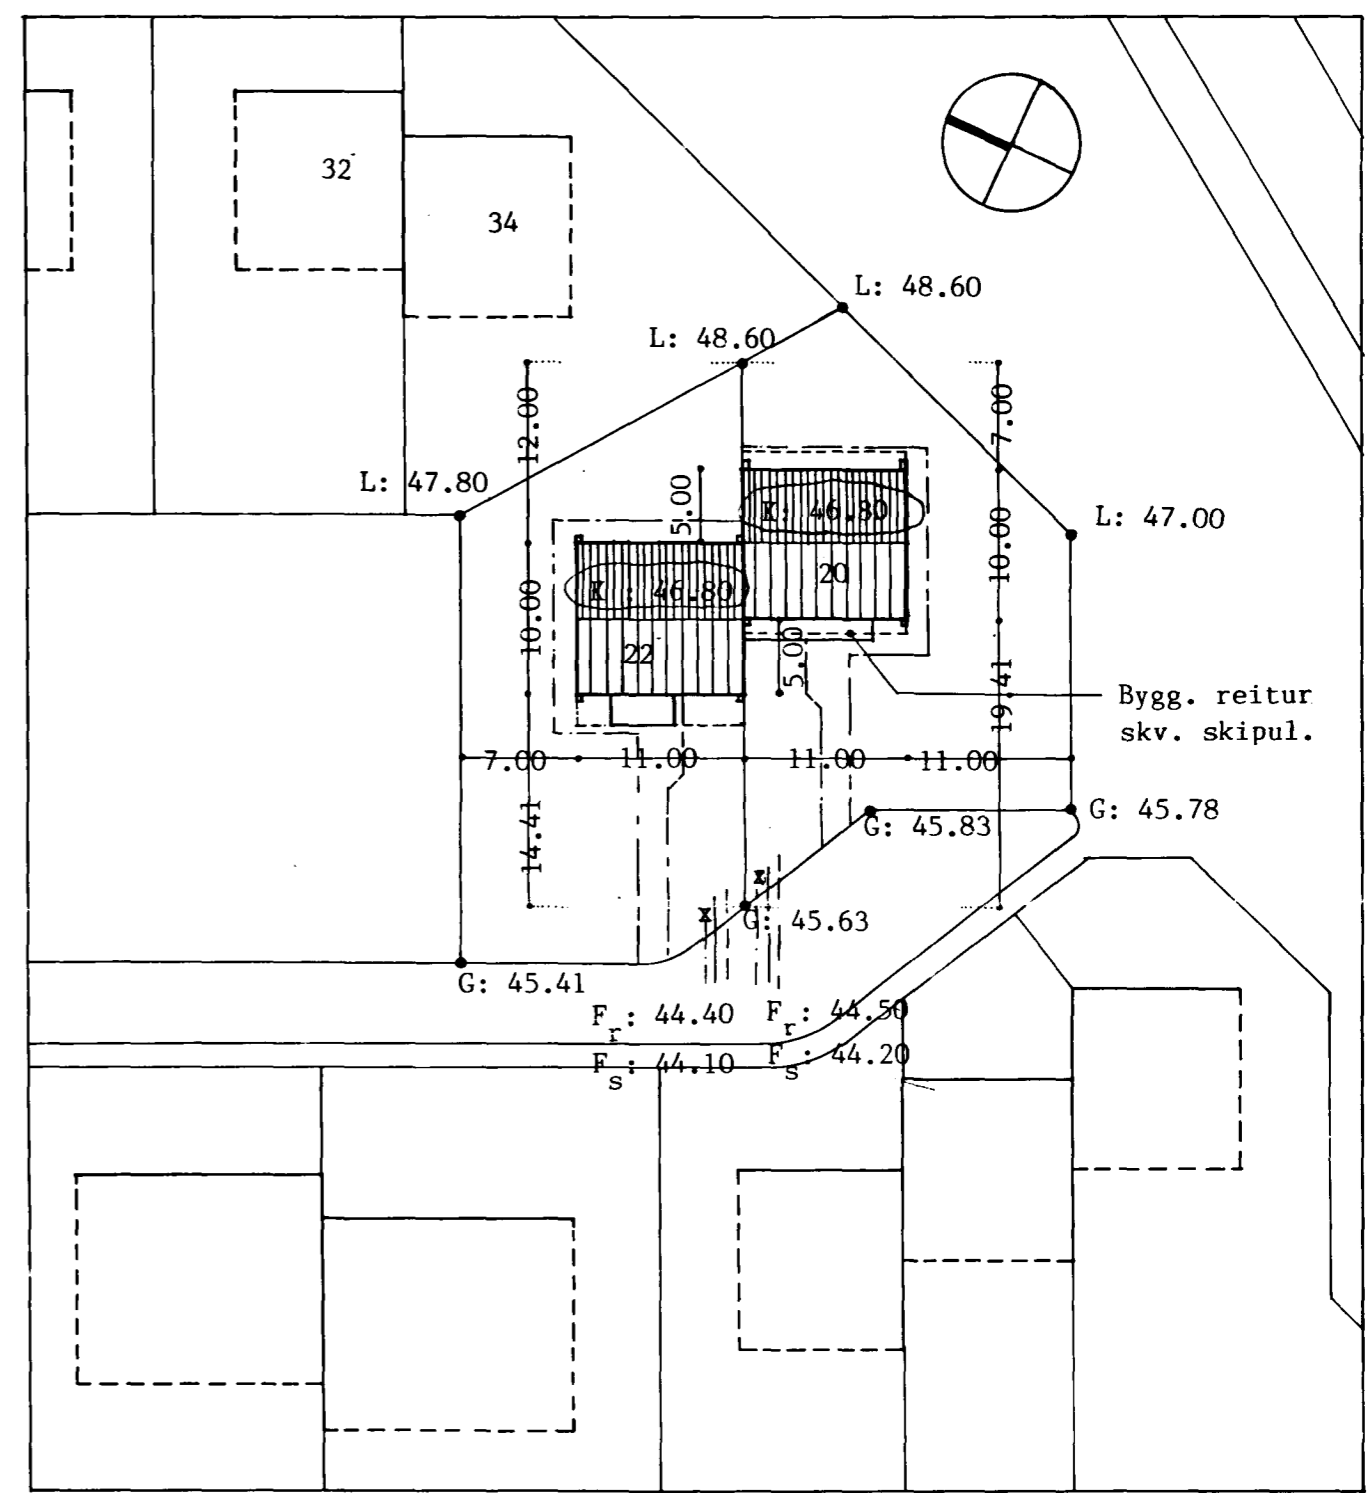 32
34
L: 48.60
L: 48.60
12.00
7.00
L: 47.80
5.00
K: 46.80
L: 47.00
10.00
20
K : 46.80
10.00
22
5.00
19.41
Bygg. reitur
skv. skipul.
7.00
11.00
11.00
11.00
14.41
G: 45.83
G: 45.78
x
x
G: 45.63
G: 45.41
Fr: 44.40
Fr: 44.50
Fs: 44.10
Fs: 44.20